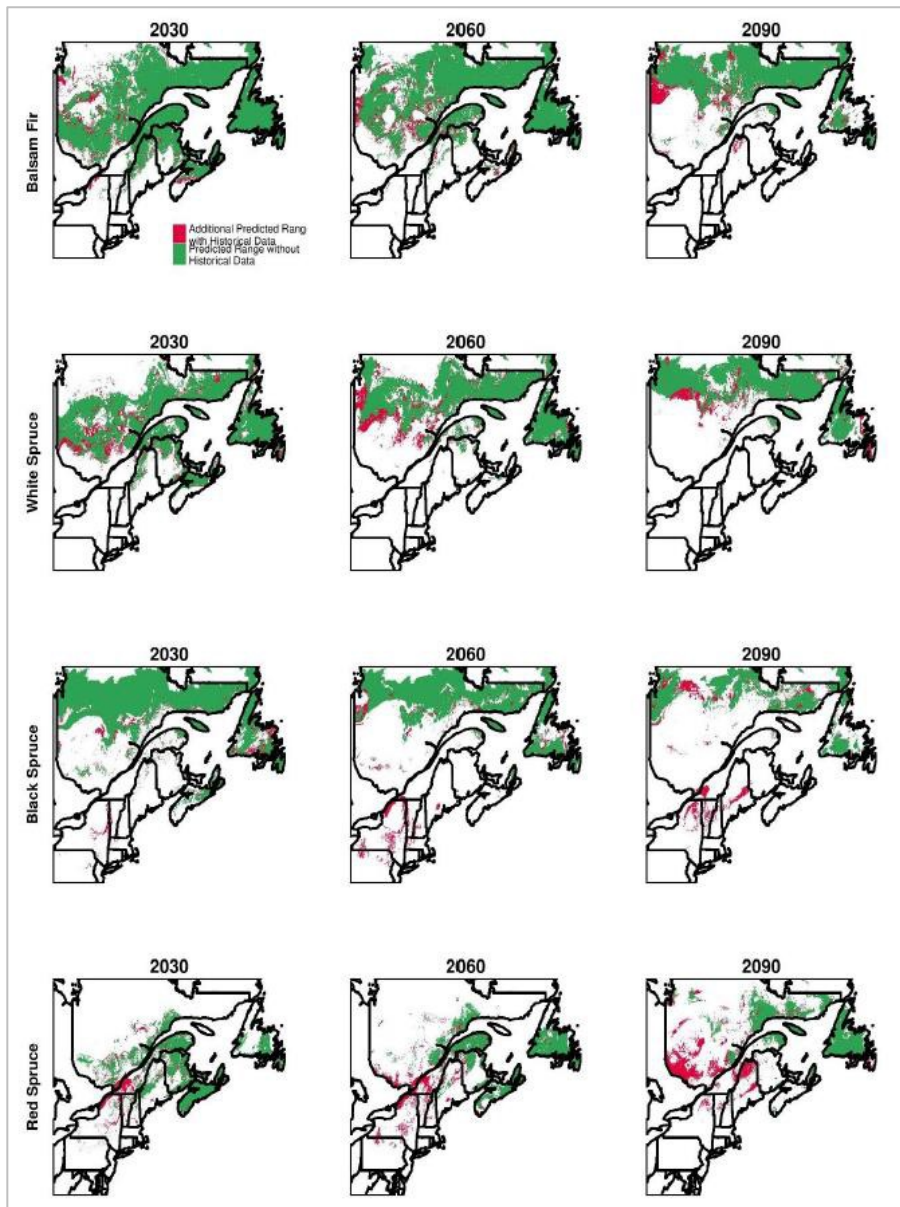 2030 2060 2090
Balsam Fir
Additional Predicted Rang
with Historical Data
Predicted Range without
Historical Data
2030 2060 2090
White Spruce
2030 2060 2090
Black Spruce
2030 2060 2090
Red Spruce